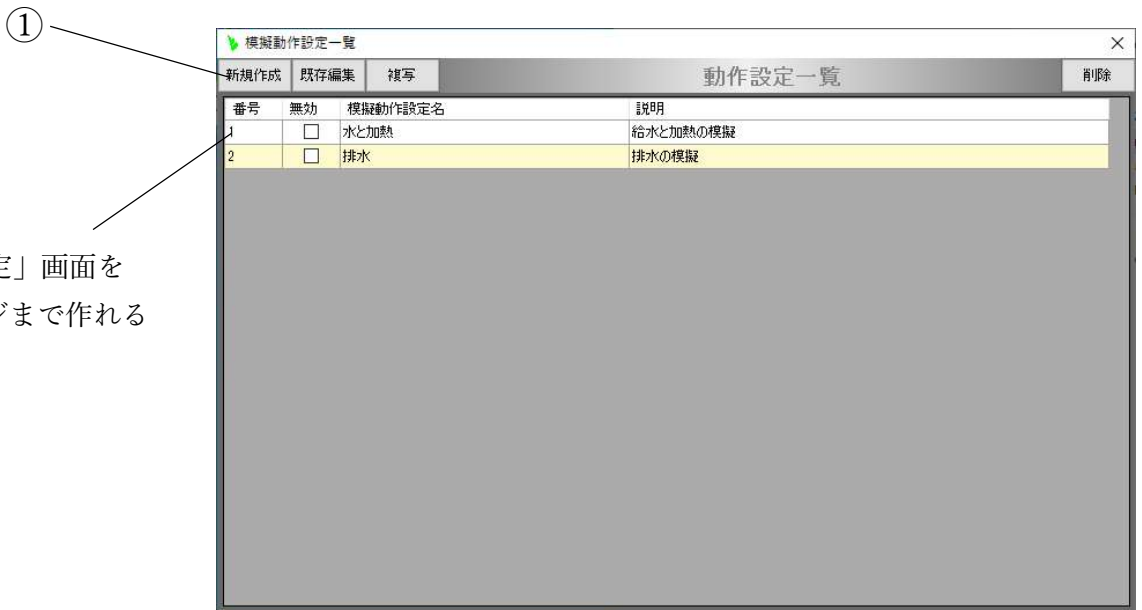 ①
模擬動作設定一覧
新規作成 既存編集 複写 動作設定一覧 削除
番号 無効 模擬動作設定名 説明
1 水と加熱 給水と加熱の模擬
2 排水 排水の模擬
定」画面を
ジまで作れる